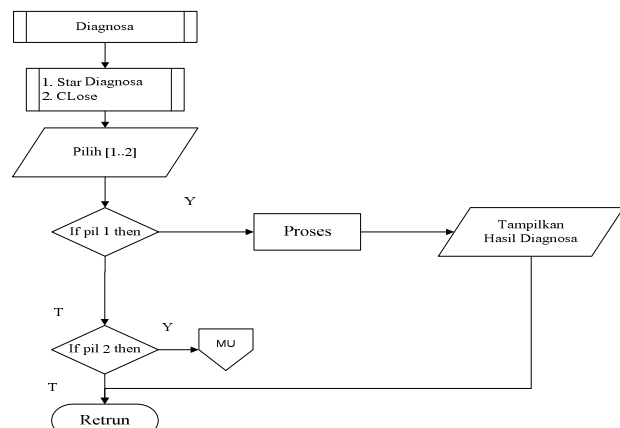 Diagnosa
1. Star Diagnosa
2. CLose
Pilih [1..2]
Y
If pil 1 then
Proses
Tampilkan
Hasil Diagnosa
T
Y
If pil 2 then
MU
T
Retrun